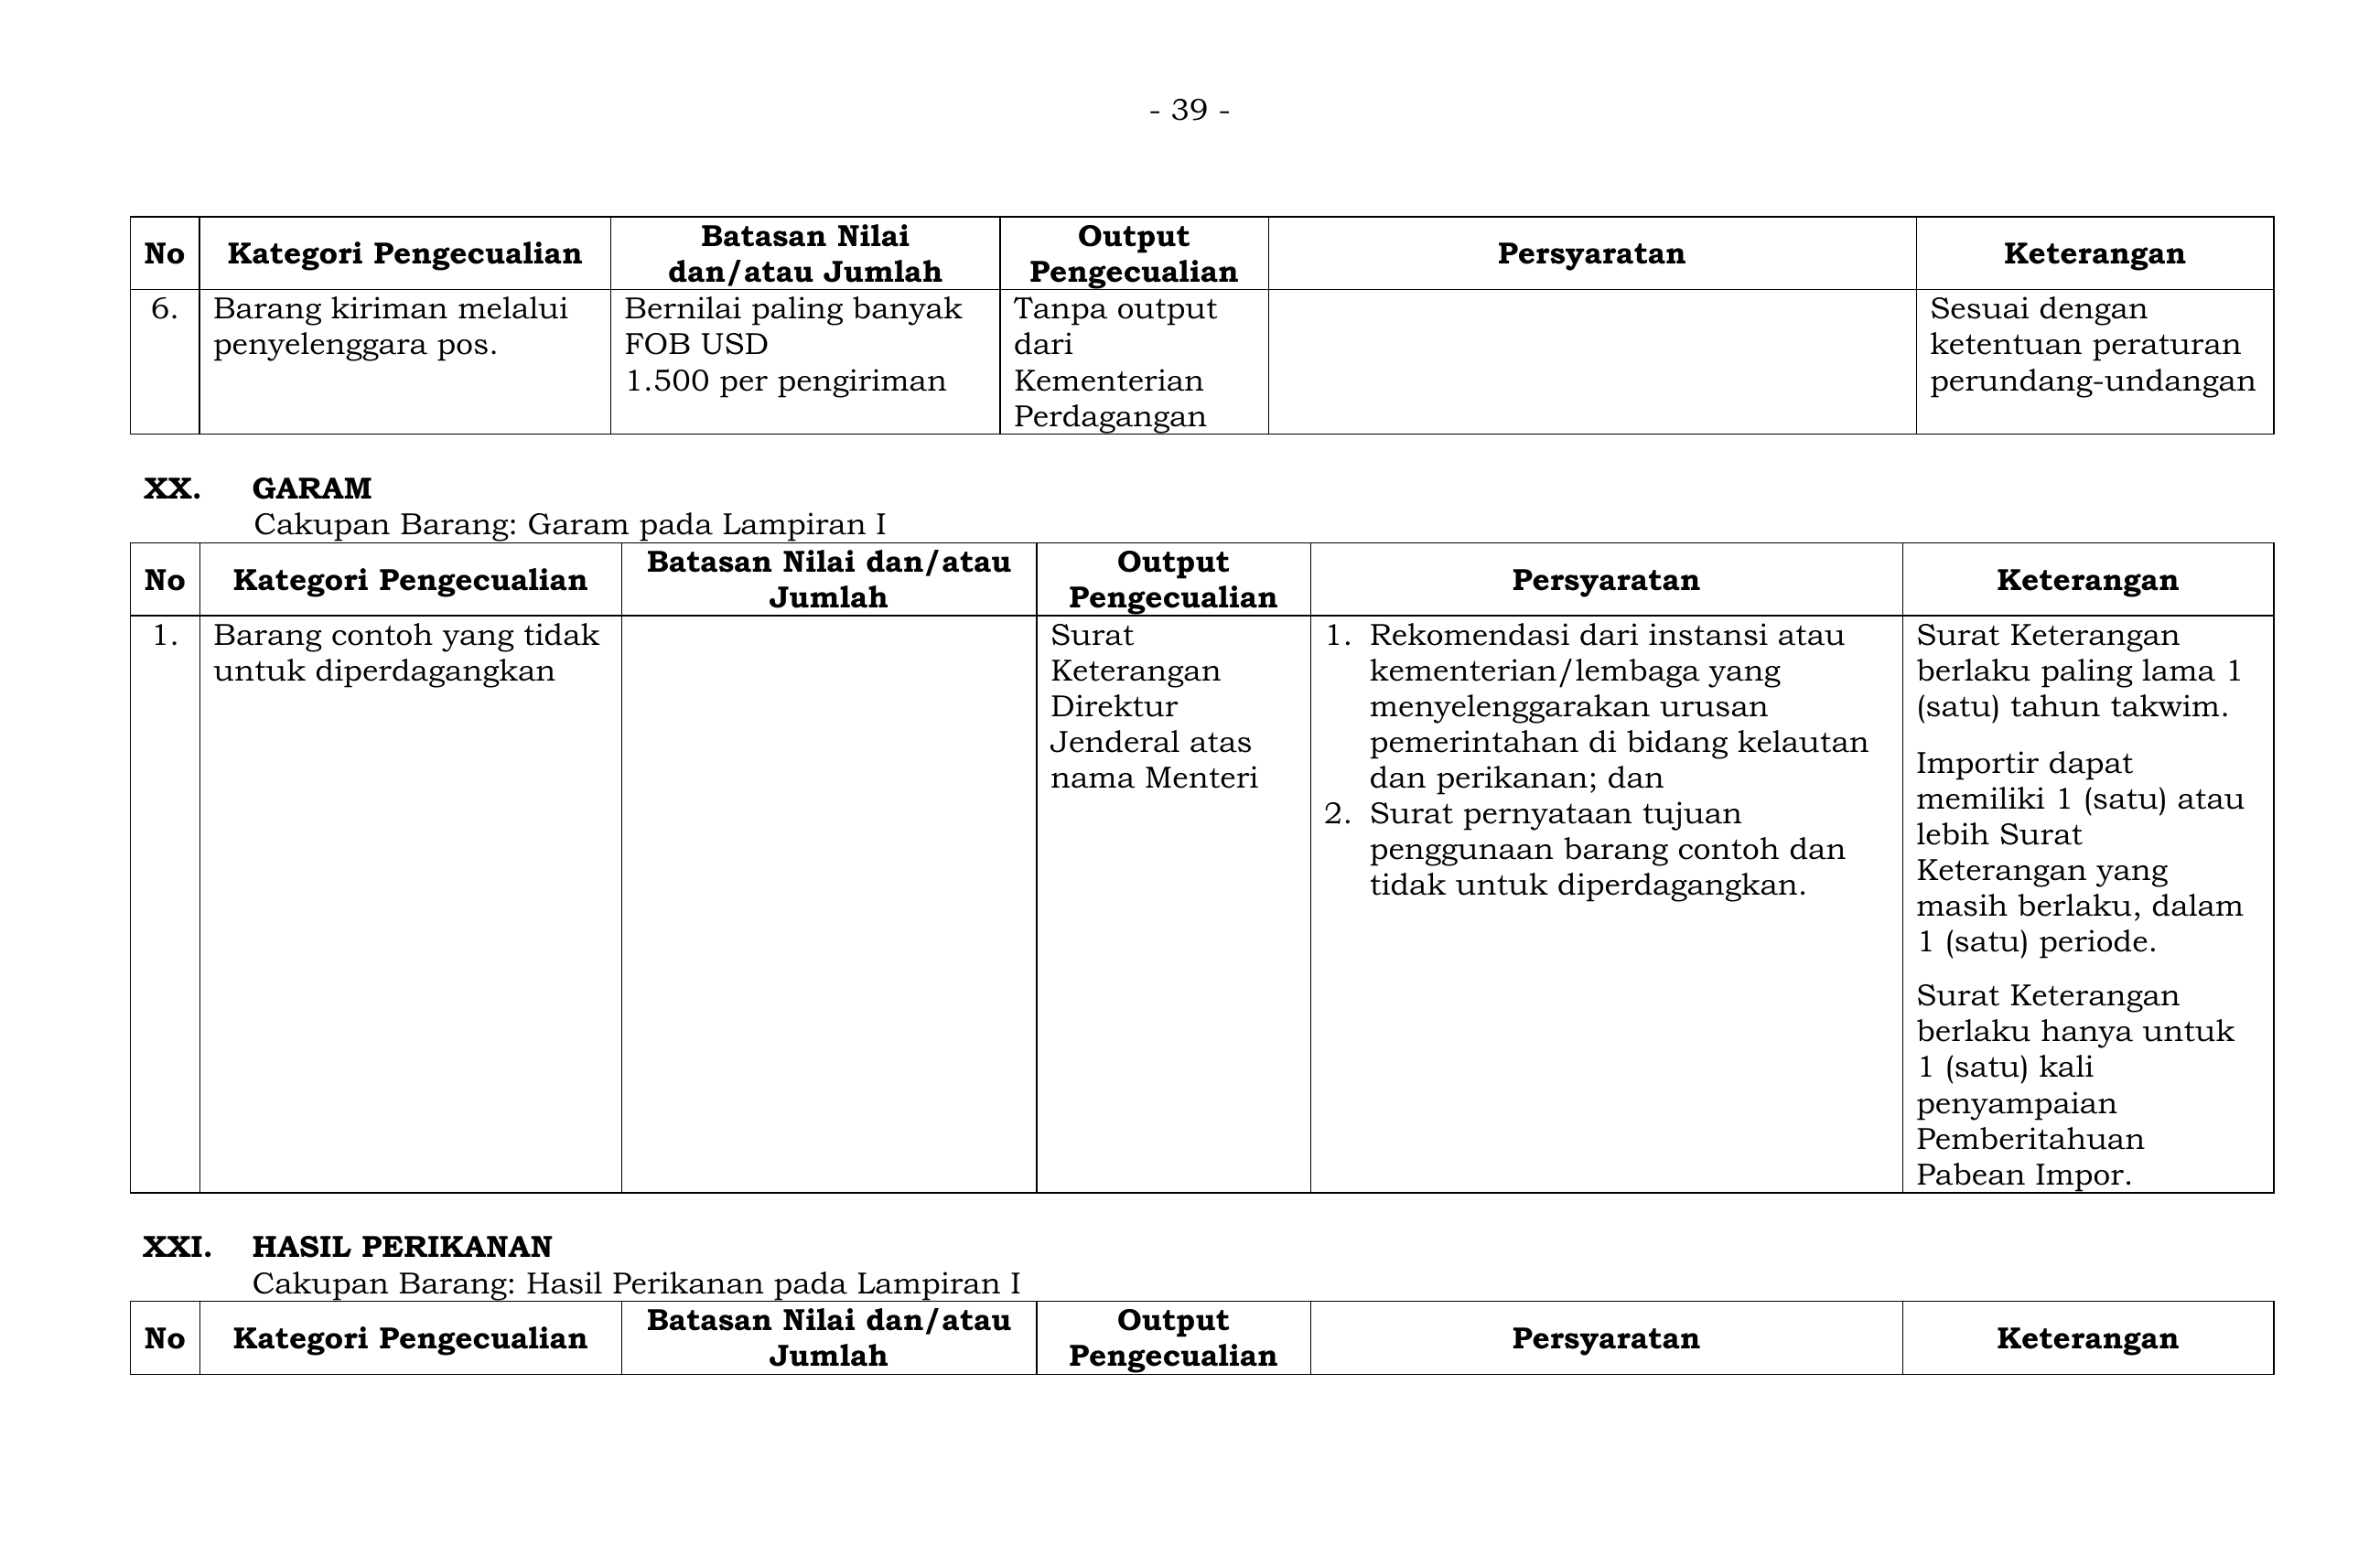 - 39 -
No
Kategori Pengecualian
Batasan Nilai
dan/atau Jumlah
Output
Pengecualian
Persyaratan
Keterangan
6.
Barang kiriman melalui
penyelenggara pos.
Bernilai paling banyak
FOB USD
1.500 per pengiriman
Tanpa output
dari
Kementerian
Perdagangan
Sesuai dengan
ketentuan peraturan
perundang-undangan
XX. GARAM
Cakupan Barang: Garam pada Lampiran I
No
Kategori Pengecualian
Batasan Nilai dan/atau
Jumlah
Output
Pengecualian
Persyaratan
Keterangan
1.
Barang contoh yang tidak
untuk diperdagangkan
Surat
Keterangan
Direktur
Jenderal atas
nama Menteri
1. Rekomendasi dari instansi atau
kementerian/lembaga yang
menyelenggarakan urusan
pemerintahan di bidang kelautan
dan perikanan; dan
2. Surat pernyataan tujuan
penggunaan barang contoh dan
tidak untuk diperdagangkan.
Surat Keterangan
berlaku paling lama 1
(satu) tahun takwim.
Importir dapat
memiliki 1 (satu) atau
lebih Surat
Keterangan yang
masih berlaku, dalam
1 (satu) periode.
Surat Keterangan
berlaku hanya untuk
1 (satu) kali
penyampaian
Pemberitahuan
Pabean Impor.
XXI. HASIL PERIKANAN
Cakupan Barang: Hasil Perikanan pada Lampiran I
No
Kategori Pengecualian
Batasan Nilai dan/atau
Jumlah
Output
Pengecualian
Persyaratan
Keterangan